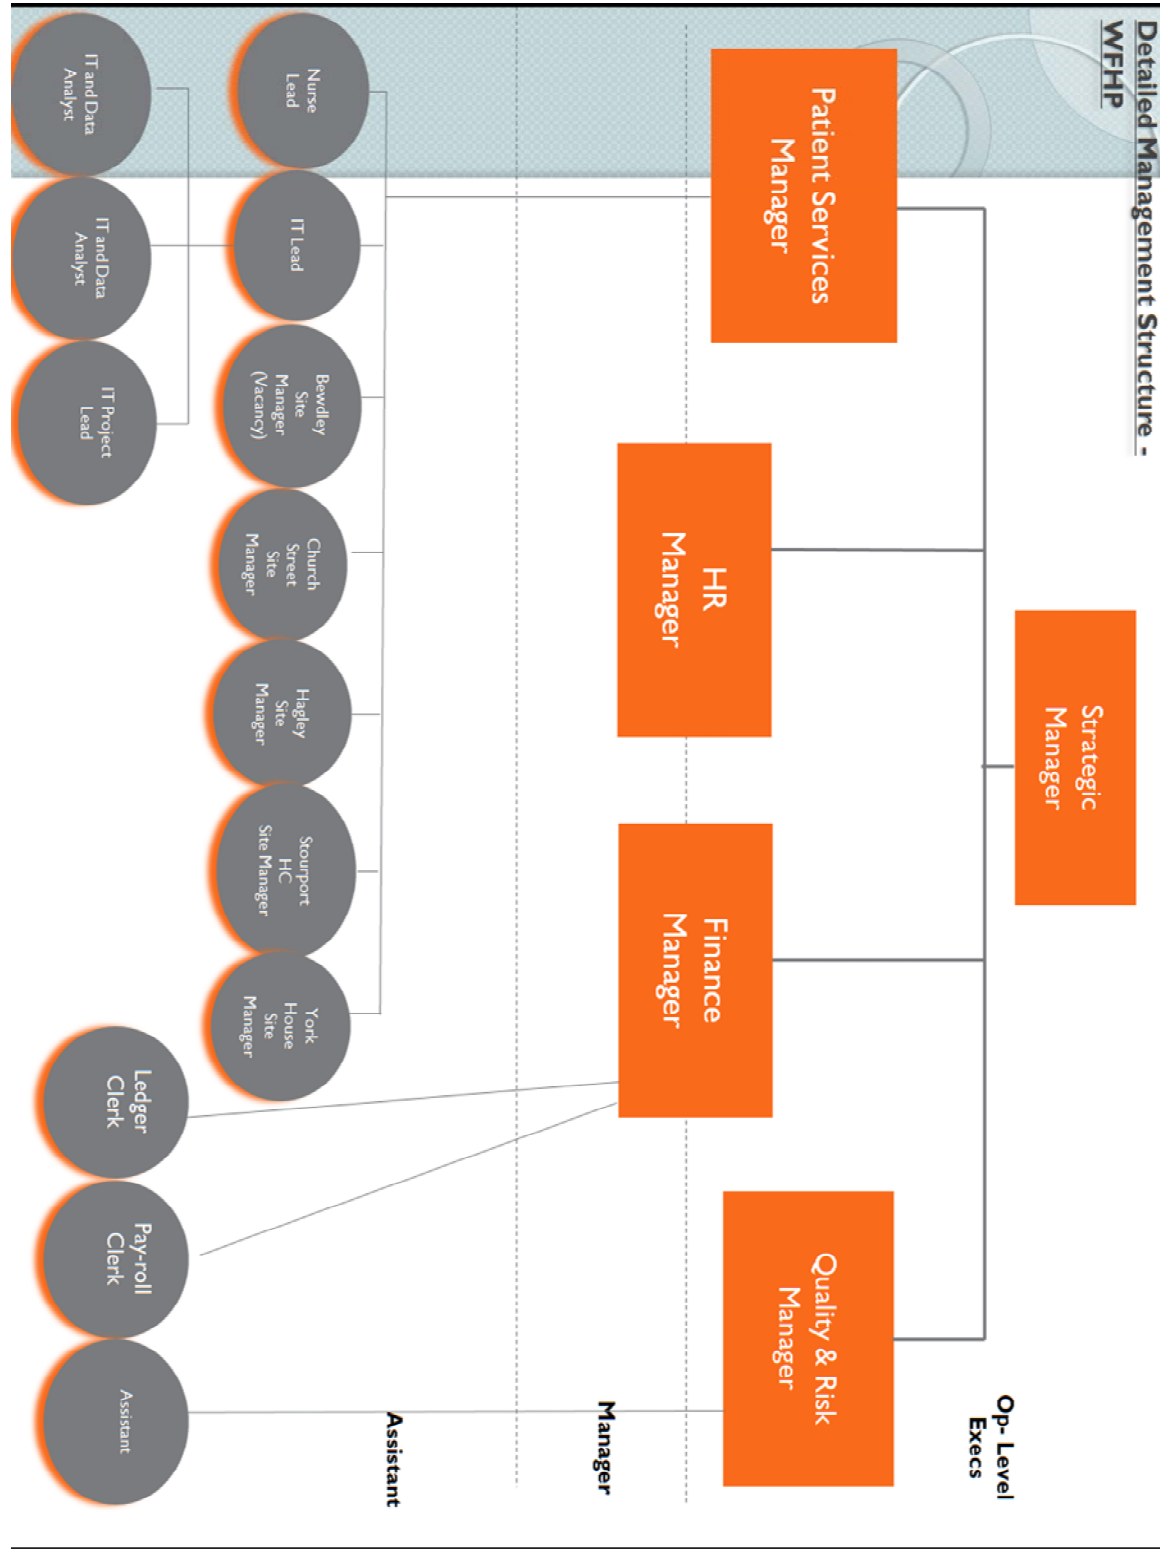 Detailed Management Structure -
WFHP
Strategic
Manager
Op- Level
Execs
Patient Services
Manager
HR
Manager
Finance
Manager
Quality & Risk
Manager
Manager
Assistant
Nurse
Lead
IT Lead
Bewdley
Site
Manager
(Vacancy)
Church
Street
Site
Manager
Hagley
Site
Manager
Stourport
HC
Site Manager
York
House
Site
Manager
IT and Data
Analyst
IT and Data
Analyst
IT Project
Lead
Ledger
Clerk
Pay-roll
Clerk
Assistant